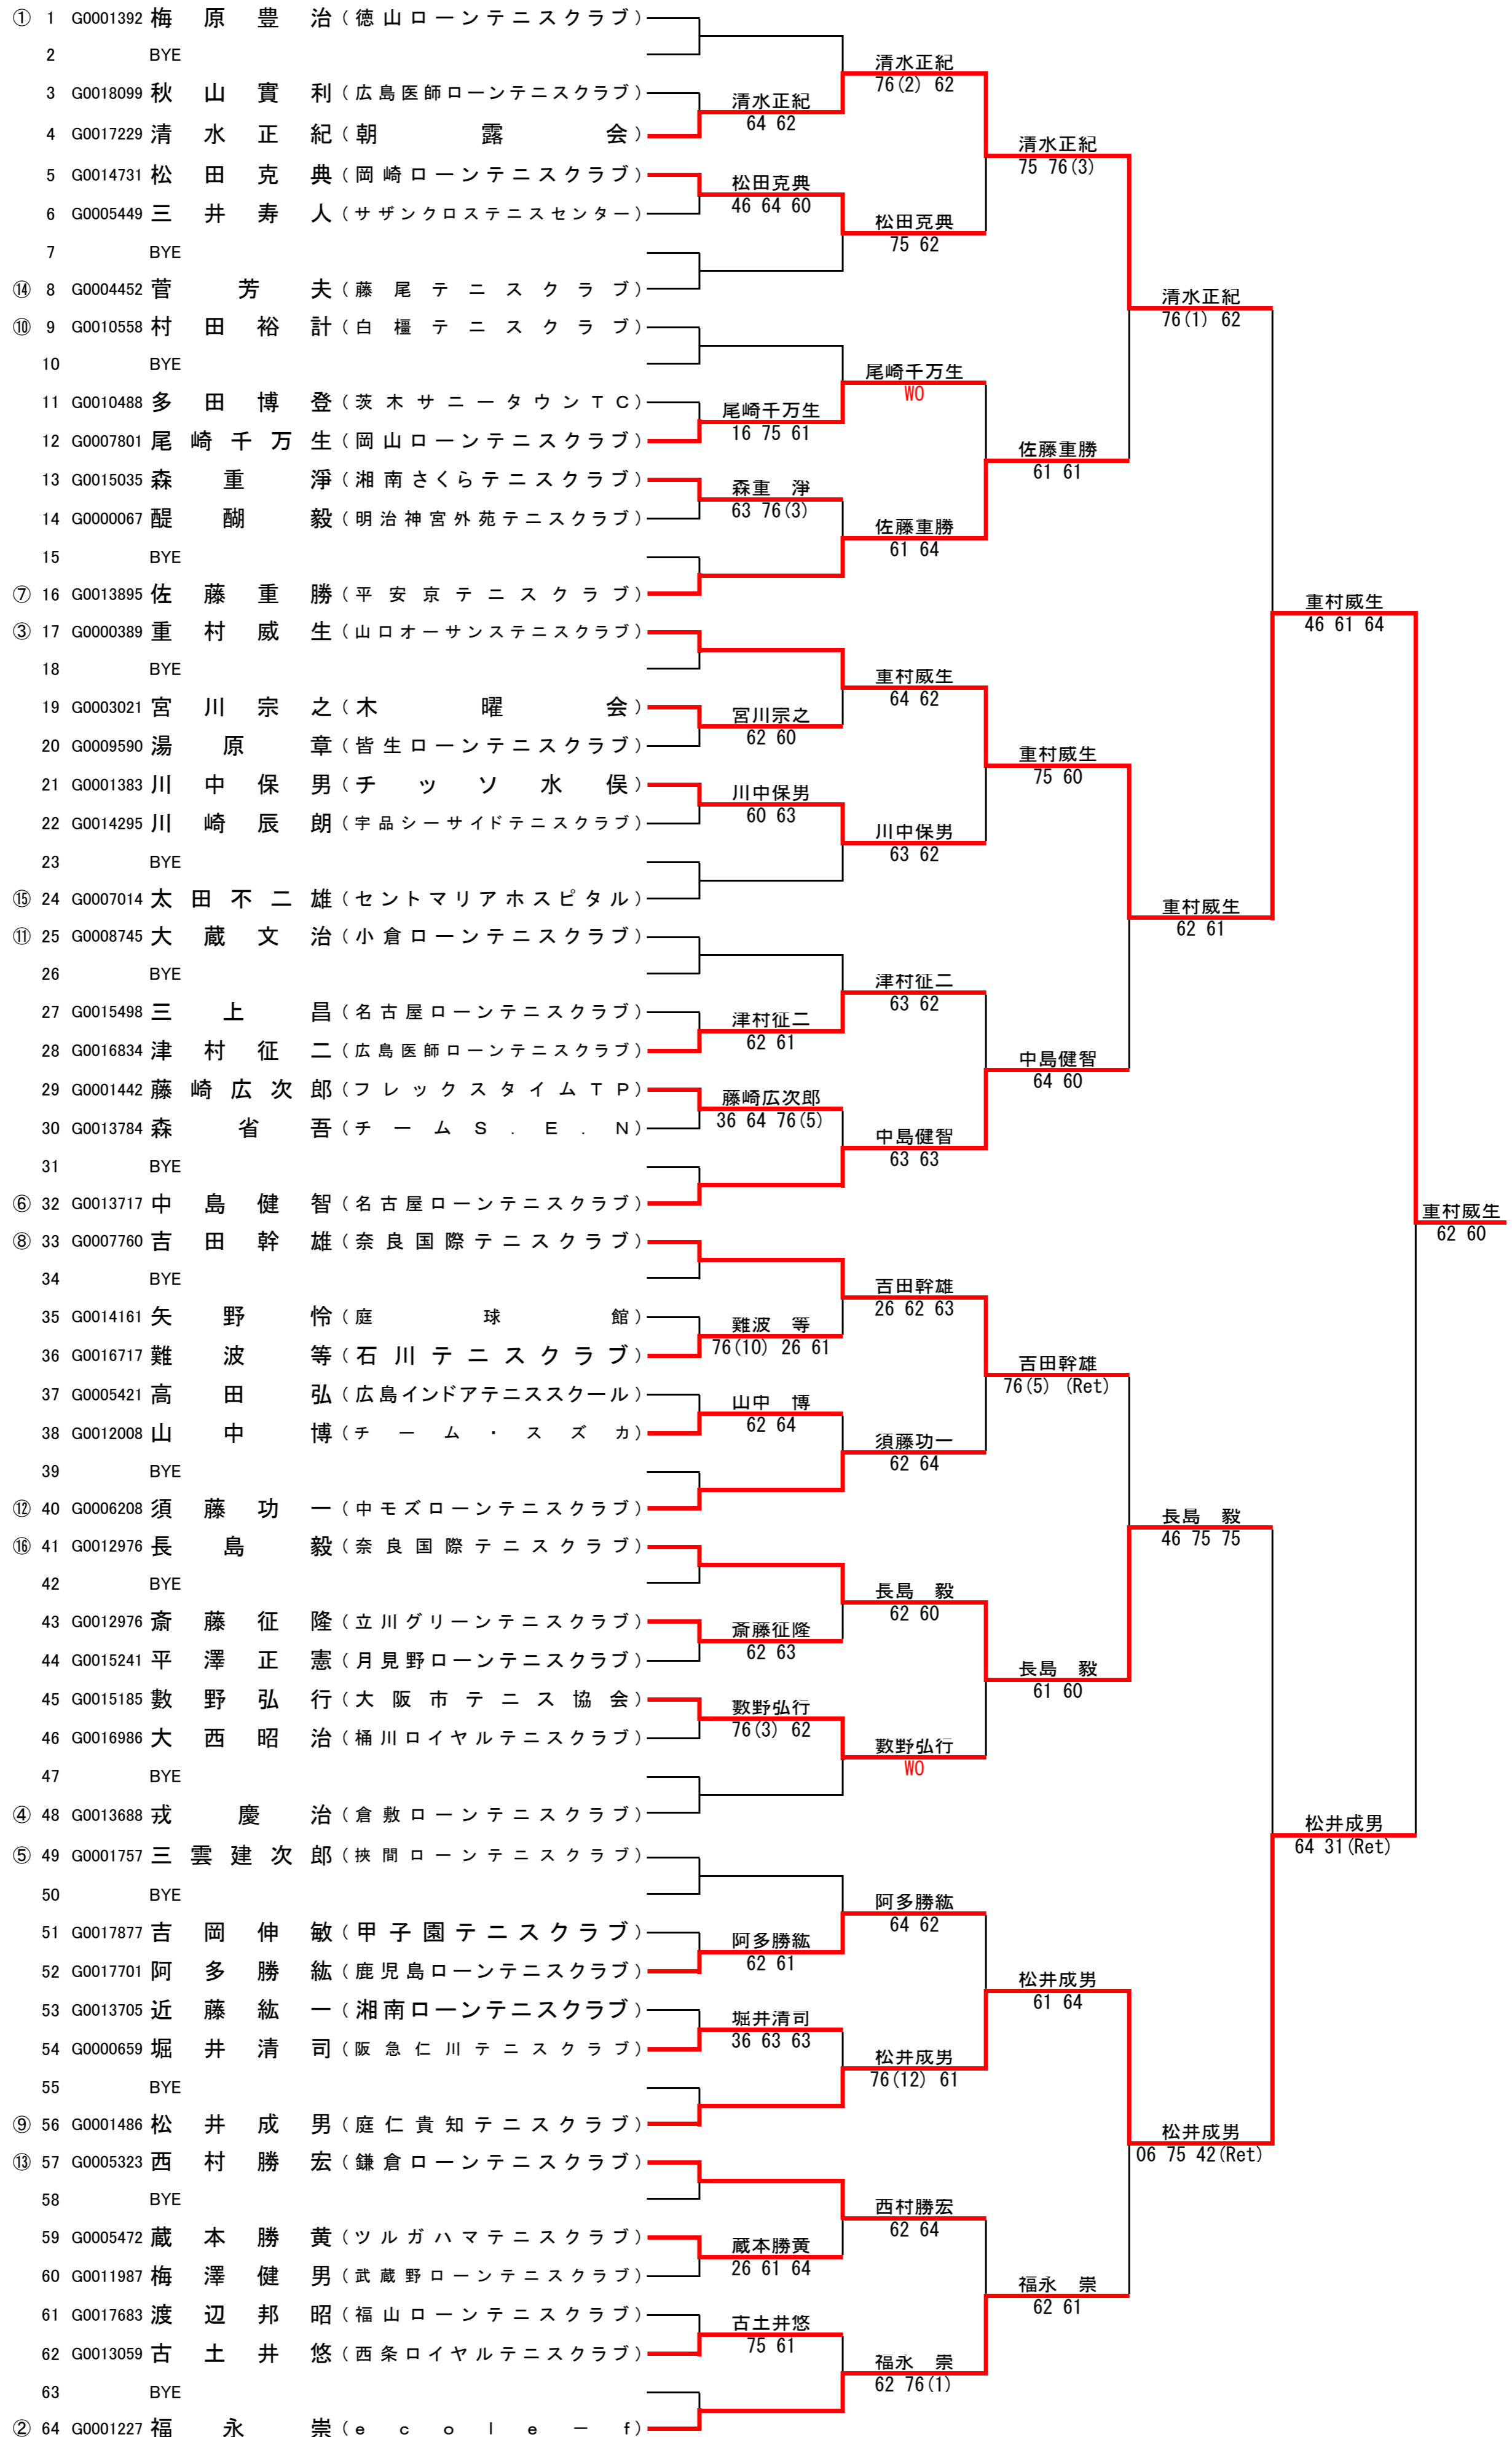 ① 1 G0001392 梅原豊治(徳山ローンテニスクラブ)
2 BYE
清水正紀
76(2) 62
3 G0018099 秋山實利(広島医師ローンテニスクラブ)
清水正紀
64 62
4 G0017229 清水正紀(朝露会)
清水正紀
75 76(3)
5 G0014731 松田克典(岡崎ローンテニスクラブ)
松田克典
46 64 60
6 G0005449 三井寿人(サザンクロステニスセンター)
松田克典
75 62
7 BYE
⑭ 8 G0004452 菅芳夫(藤尾テニスクラブ)
清水正紀
76(1) 62
⑩ 9 G0010558 村田裕計(白橿テニスクラブ)
10 BYE
尾崎千万生
WO
11 G0010488 多田博登(茨木サニータウンTC)
尾崎千万生
16 75 61
12 G0007801 尾崎千万生(岡山ローンテニスクラブ)
佐藤重勝
61 61
13 G0015035 森重淨(湘南さくらテニスクラブ)
森重 淨
63 76(3)
14 G0000067 醍醐毅(明治神宮外苑テニスクラブ)
佐藤重勝
61 64
15 BYE
⑦ 16 G0013895 佐藤重勝(平安京テニスクラブ)
重村威生
46 61 64
③ 17 G0000389 重村威生(山口オーサンステニスクラブ)
18 BYE
重村威生
64 62
19 G0003021 宮川宗之(木曜会)
宮川宗之
62 60
20 G0009590 湯原章(皆生ローンテニスクラブ)
重村威生
75 60
21 G0001383 川中保男(チッソ水俣)
川中保男
60 63
22 G0014295 川崎辰朗(宇品シーサイドテニスクラブ)
川中保男
63 62
23 BYE
⑮ 24 G0007014 太田不二雄(セントマリアホスピタル)
重村威生
62 61
⑪ 25 G0008745 大蔵文治(小倉ローンテニスクラブ)
26 BYE
津村征二
63 62
27 G0015498 三上昌(名古屋ローンテニスクラブ)
津村征二
62 61
28 G0016834 津村征二(広島医師ローンテニスクラブ)
中島健智
64 60
29 G0001442 藤崎広次郎(フレックスタイムTP)
藤崎広次郎
36 64 76(5)
30 G0013784 森省吾(チームS.E.N)
中島健智
63 63
31 BYE
⑥ 32 G0013717 中島健智(名古屋ローンテニスクラブ)
重村威生
62 60
⑧ 33 G0007760 吉田幹雄(奈良国際テニスクラブ)
34 BYE
吉田幹雄
26 62 63
35 G0014161 矢野怜(庭球館)
難波 等
76(10) 26 61
36 G0016717 難波等(石川テニスクラブ)
吉田幹雄
76(5) (Ret)
37 G0005421 高田弘(広島インドアテニススクール)
山中 博
62 64
38 G0012008 山中博(チーム・スズカ)
須藤功一
62 64
39 BYE
⑫ 40 G0006208 須藤功一(中モズローンテニスクラブ)
長島 毅
46 75 75
⑯ 41 G0012976 長島毅(奈良国際テニスクラブ)
42 BYE
長島 毅
62 60
43 G0012976 斎藤征隆(立川グリーンテニスクラブ)
斎藤征隆
62 63
44 G0015241 平澤正憲(月見野ローンテニスクラブ)
長島 毅
61 60
45 G0015185 數野弘行(大阪市テニス協会)
數野弘行
76(3) 62
46 G0016986 大西昭治(桶川ロイヤルテニスクラブ)
數野弘行
WO
47 BYE
④ 48 G0013688 戎慶治(倉敷ローンテニスクラブ)
松井成男
64 31(Ret)
⑤ 49 G0001757 三雲建次郎(挾間ローンテニスクラブ)
50 BYE
阿多勝紘
64 62
51 G0017877 吉岡伸敏(甲子園テニスクラブ)
阿多勝紘
62 61
52 G0017701 阿多勝紘(鹿児島ローンテニスクラブ)
松井成男
61 64
53 G0013705 近藤紘一(湘南ローンテニスクラブ)
堀井清司
36 63 63
54 G0000659 堀井清司(阪急仁川テニスクラブ)
松井成男
76(12) 61
55 BYE
⑨ 56 G0001486 松井成男(庭仁貴知テニスクラブ)
松井成男
06 75 42(Ret)
⑬ 57 G0005323 西村勝宏(鎌倉ローンテニスクラブ)
58 BYE
西村勝宏
62 64
59 G0005472 蔵本勝黄(ツルガハマテニスクラブ)
蔵本勝黄
26 61 64
60 G0011987 梅澤健男(武蔵野ローンテニスクラブ)
福永 崇
62 61
61 G0017683 渡辺邦昭(福山ローンテニスクラブ)
古土井悠
75 61
62 G0013059 古土井悠(西条ロイヤルテニスクラブ)
福永 崇
62 76(1)
63 BYE
② 64 G0001227 福永崇(ecole-f)